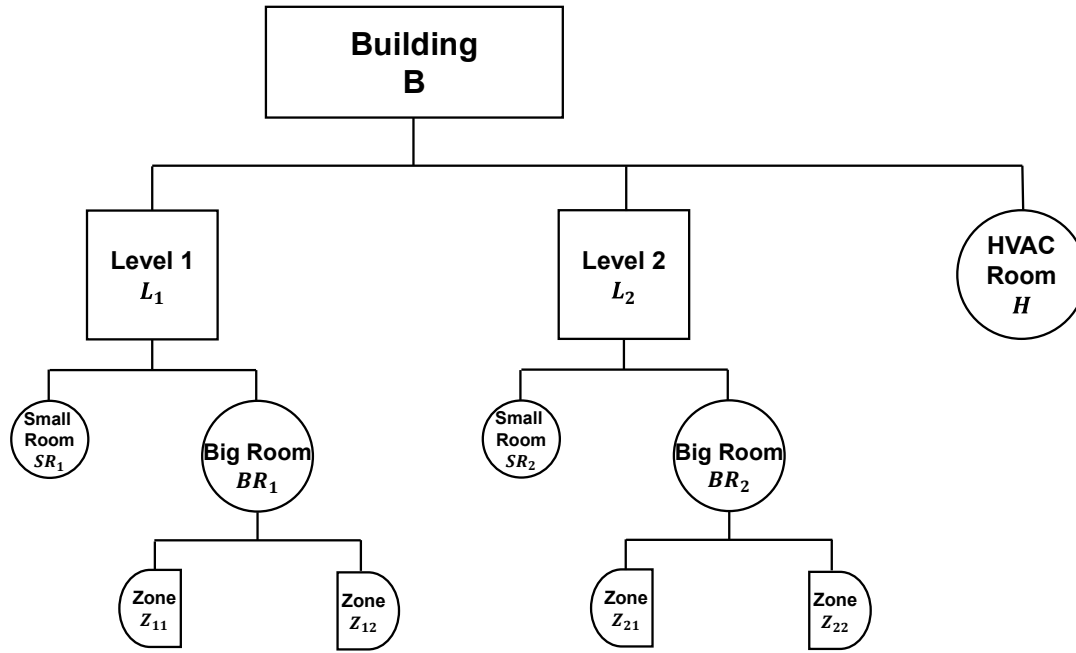 Building
B
Level 1
L₁
Level 2
L₂
HVAC
Room
H
Small
Room
SR₁
Big Room
BR₁
Small
Room
SR₂
Big Room
BR₂
Zone
Z₁₁
Zone
Z₁₂
Zone
Z₂₁
Zone
Z₂₂